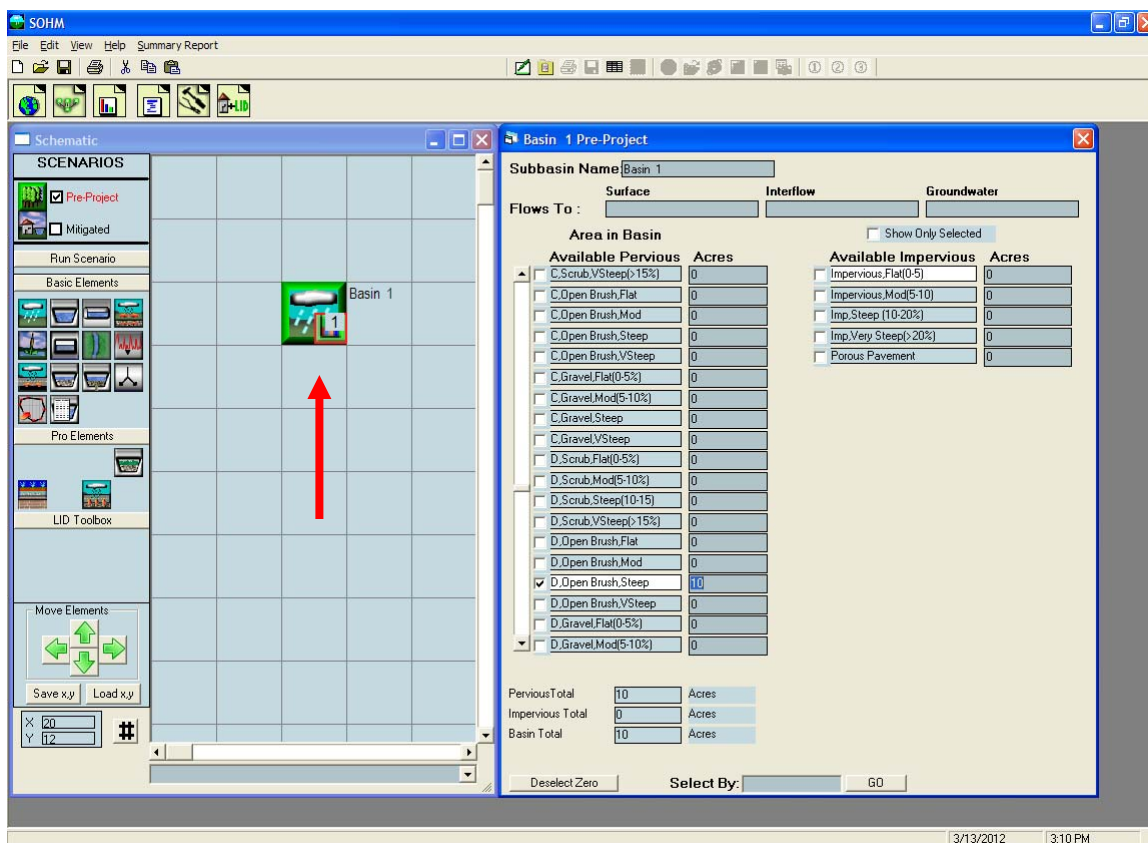 SOHM
File Edit View Help Summary Report
Schematic
SCENARIOS
Pre-Project
Mitigated
Run Scenario
Basic Elements
Pro Elements
LID Toolbox
Move Elements
Save x,y Load x,y
X 20
Y 12
#
Basin 1
1
Basin 1 Pre-Project
Subbasin Name: Basin 1
Surface Interflow Groundwater
Flows To :
Area in Basin Show Only Selected
Available Pervious Acres Available Impervious Acres
C,Scrub,VSteep(>15%) 0 Impervious,Flat(0-5) 0
C,Open Brush,Flat 0 Impervious,Mod(5-10) 0
C,Open Brush,Mod 0 Imp,Steep (10-20%) 0
C,Open Brush,Steep 0 Imp,Very Steep(>20%) 0
C,Open Brush,VSteep 0 Porous Pavement 0
C,Gravel,Flat(0-5%) 0
C,Gravel,Mod(5-10%) 0
C,Gravel,Steep 0
C,Gravel,VSteep 0
D,Scrub,Flat(0-5%) 0
D,Scrub,Mod(5-10%) 0
D,Scrub,Steep(10-15) 0
D,Scrub,VSteep(>15%) 0
D,Open Brush,Flat 0
D,Open Brush,Mod 0
D,Open Brush,Steep 10
D,Open Brush,VSteep 0
D,Gravel,Flat(0-5%) 0
D,Gravel,Mod(5-10%) 0
PerviousTotal 10 Acres
Impervious Total 0 Acres
Basin Total 10 Acres
Deselect Zero Select By: GO
3/13/2012 3:10 PM